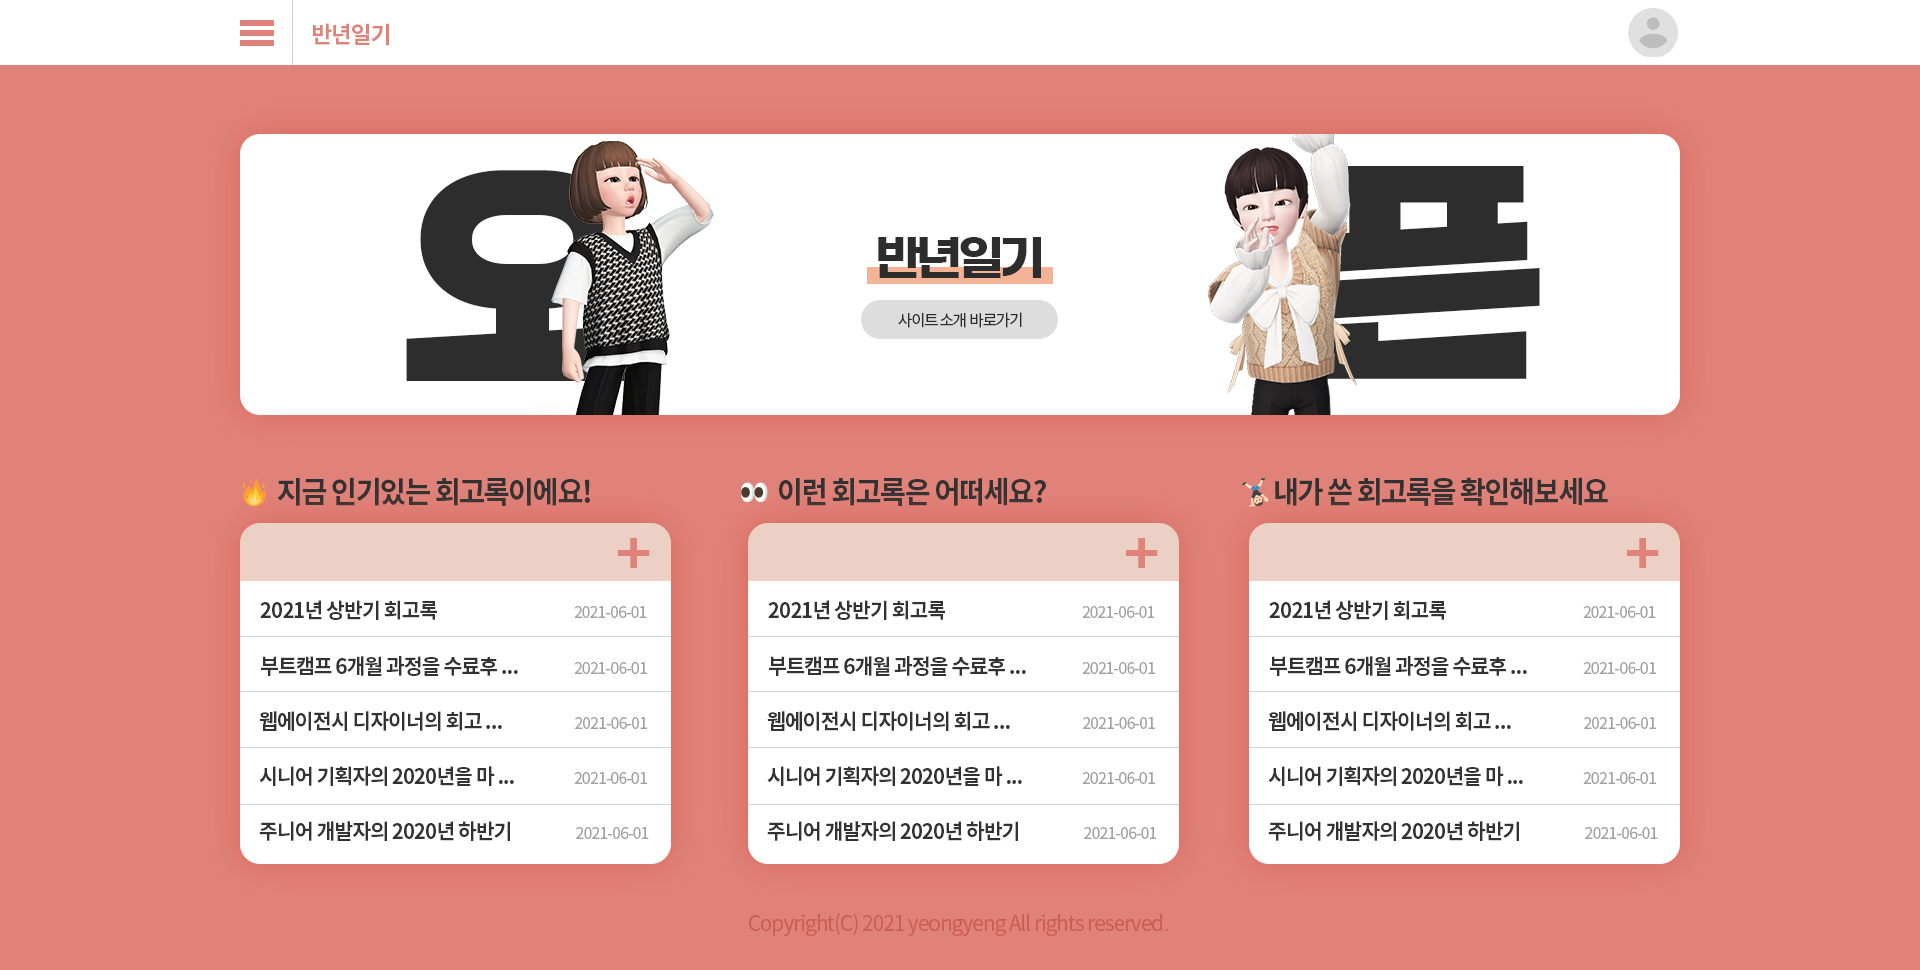 반년일기
오
픈
반년일기
사이트 소개 바로가기
지금 인기있는 회고록이에요!
이런 회고록은 어떠세요?
내가 쓴 회고록을 확인해보세요
+
+
+
2021년 상반기 회고록 2021-06-01
부트캠프 6개월 과정을 수료후 ... 2021-06-01
웹에이전시 디자이너의 회고 ... 2021-06-01
시니어 기획자의 2020년을 마 ... 2021-06-01
주니어 개발자의 2020년 하반기 2021-06-01
2021년 상반기 회고록 2021-06-01
부트캠프 6개월 과정을 수료후 ... 2021-06-01
웹에이전시 디자이너의 회고 ... 2021-06-01
시니어 기획자의 2020년을 마 ... 2021-06-01
주니어 개발자의 2020년 하반기 2021-06-01
2021년 상반기 회고록 2021-06-01
부트캠프 6개월 과정을 수료후 ... 2021-06-01
웹에이전시 디자이너의 회고 ... 2021-06-01
시니어 기획자의 2020년을 마 ... 2021-06-01
주니어 개발자의 2020년 하반기 2021-06-01
Copyright(C) 2021 yeongyeng All rights reserved.